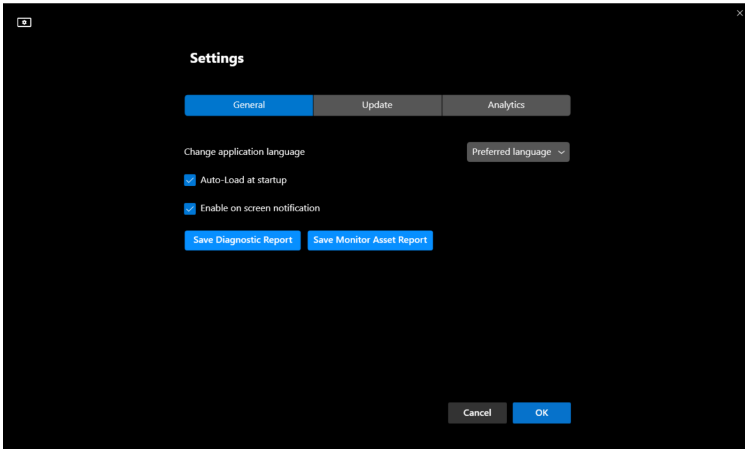 Settings
General
Update
Analytics
Change application language
Preferred language
Auto-Load at startup
Enable on screen notification
Save Diagnostic Report
Save Monitor Asset Report
Cancel
OK